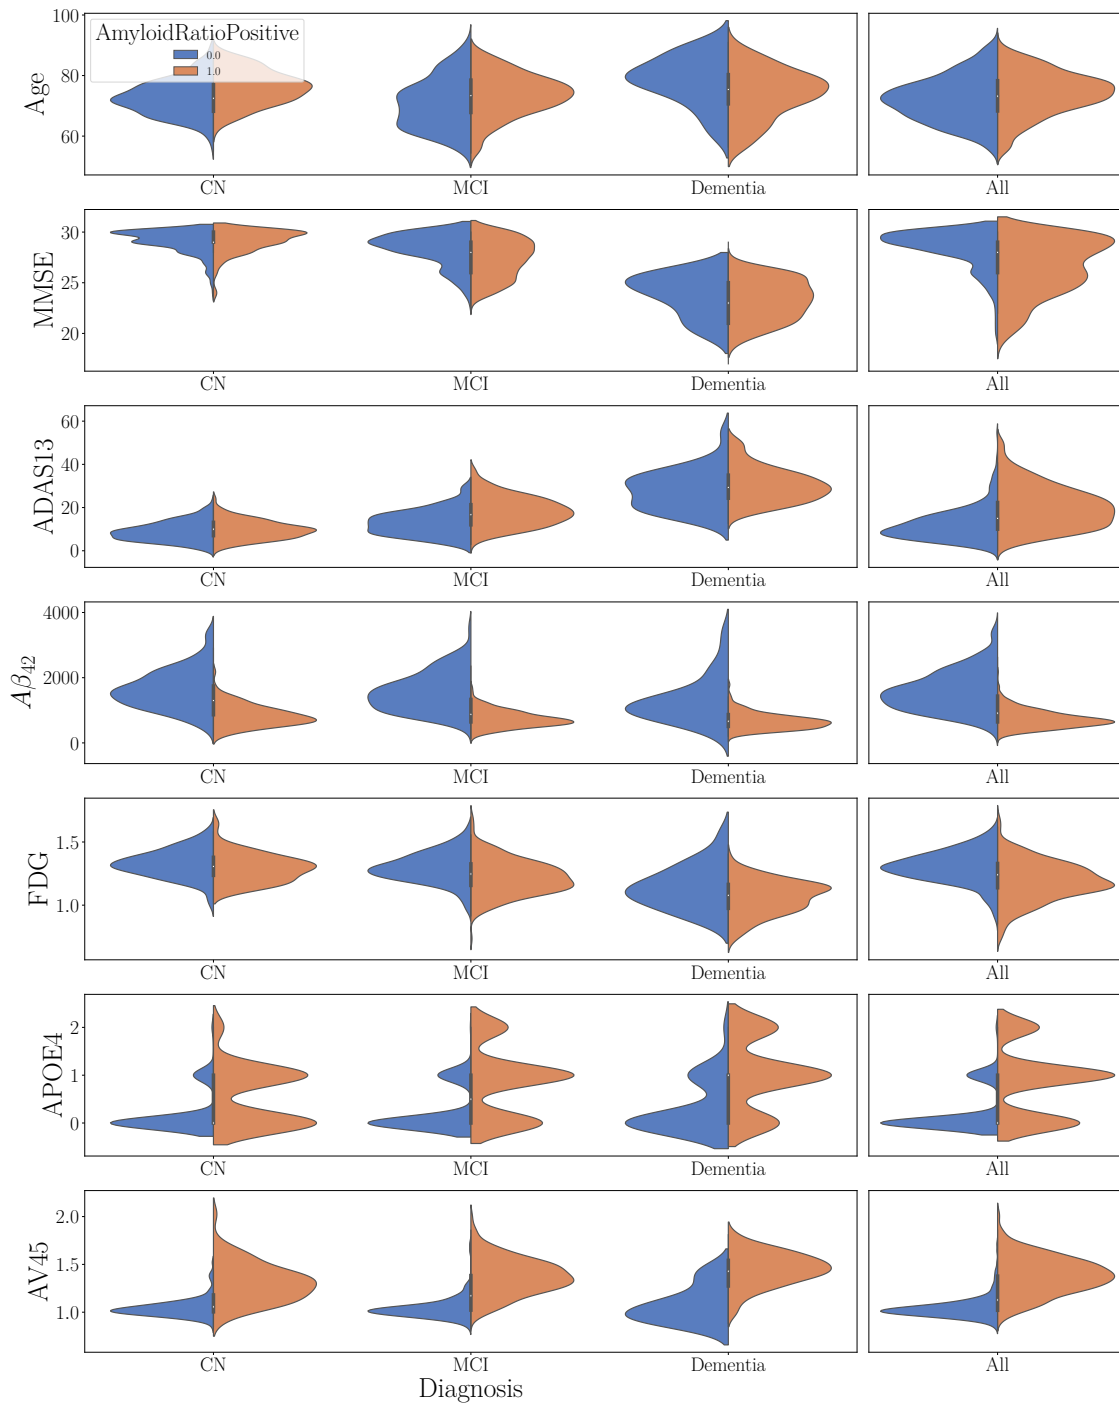 AmyloidRatioPositive
0.0
1.0
Age
100
80
60
CN MCI Dementia All
MMSE
30
25
20
CN MCI Dementia All
ADAS13
60
40
20
0
CN MCI Dementia All
Aβ42
4000
2000
0
CN MCI Dementia All
FDG
1.5
1.0
CN MCI Dementia All
APOE4
2
1
0
CN MCI Dementia All
AV45
2.0
1.5
1.0
CN MCI Dementia All
Diagnosis